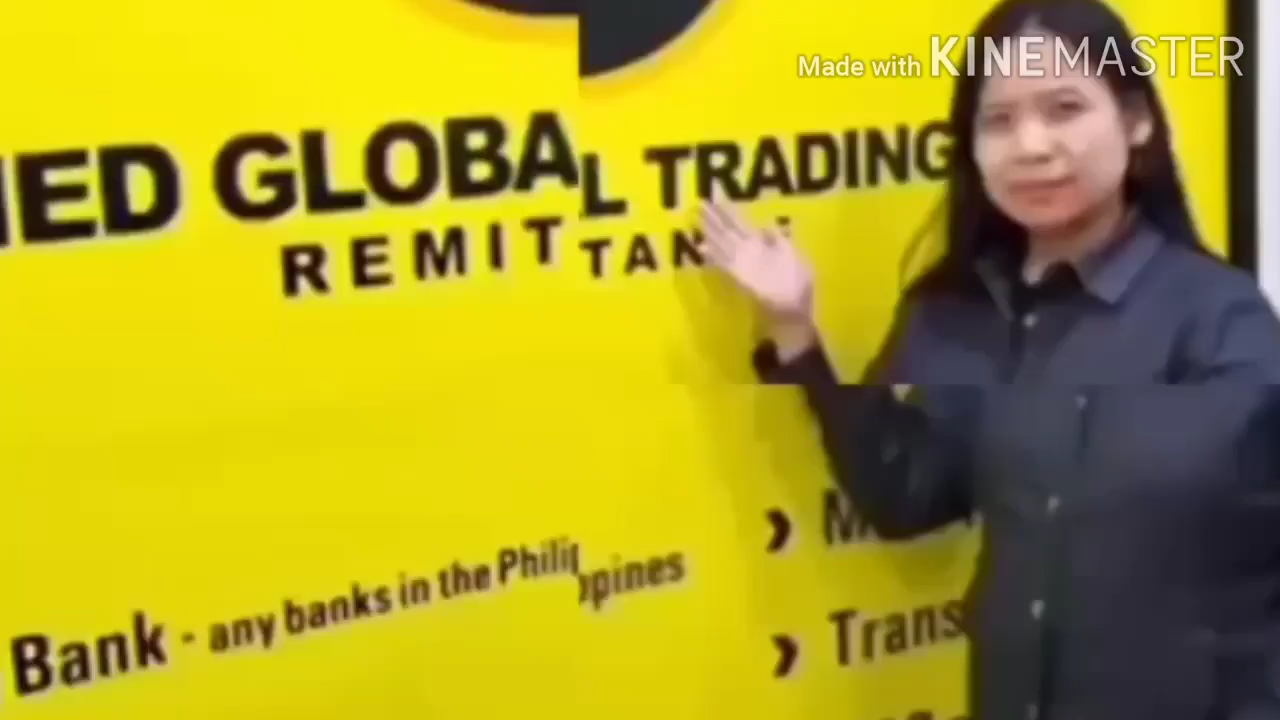 Made with KINEMASTER
IED GLOBAL TRADING
REMITTAN
Bank - any banks in the Philippines
› M
› Trans